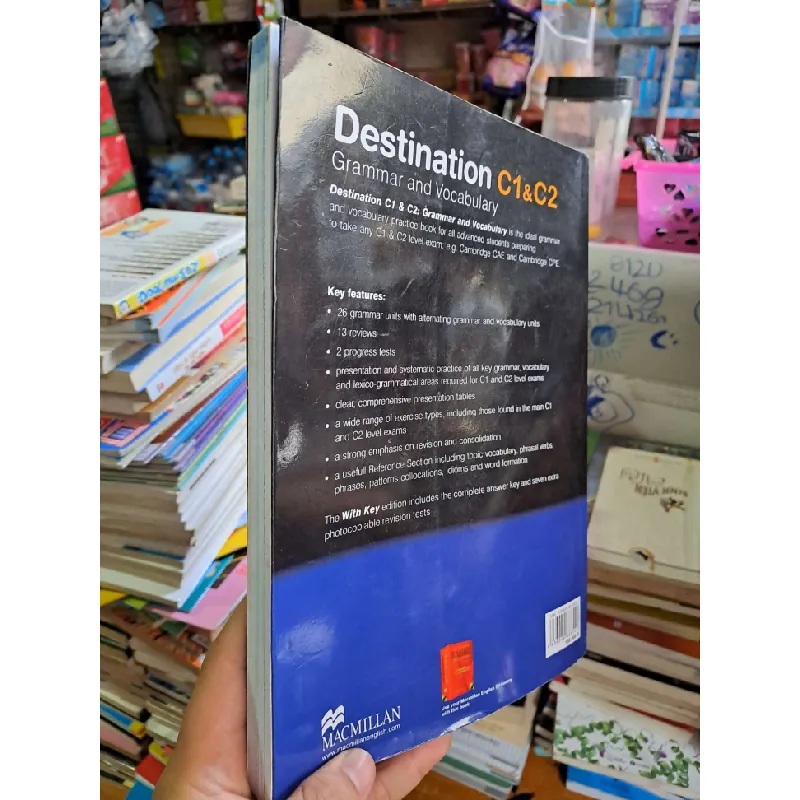 Destination C1&C2
Grammar and Vocabulary
Destination C1 & C2: Grammar and Vocabulary is the ideal grammar
and vocabulary practice book for all advanced students preparing
to take any C1 & C2 level exam, e.g. Cambridge CAE and Cambridge CPE.
Key features:
• 26 grammar units with alternating grammar and vocabulary units
• 13 reviews
• 2 progress tests
• presentation and systematic practice of all key grammar, vocabulary
and lexico-grammatical areas required for C1 and C2 level exams
• clear, comprehensive presentation tables
• a wide range of exercise types, including those found in the main C1
and C2 level exams
• a strong emphasis on revision and consolidation
• a usefull Reference Section including topic vocabulary, phrasal verbs,
phrases, patterns collocations, idioms and word formation
The With Key edition includes the complete answer key and seven extra
photocopiable revision tests
MACMILLAN
www.macmillanenglish.com